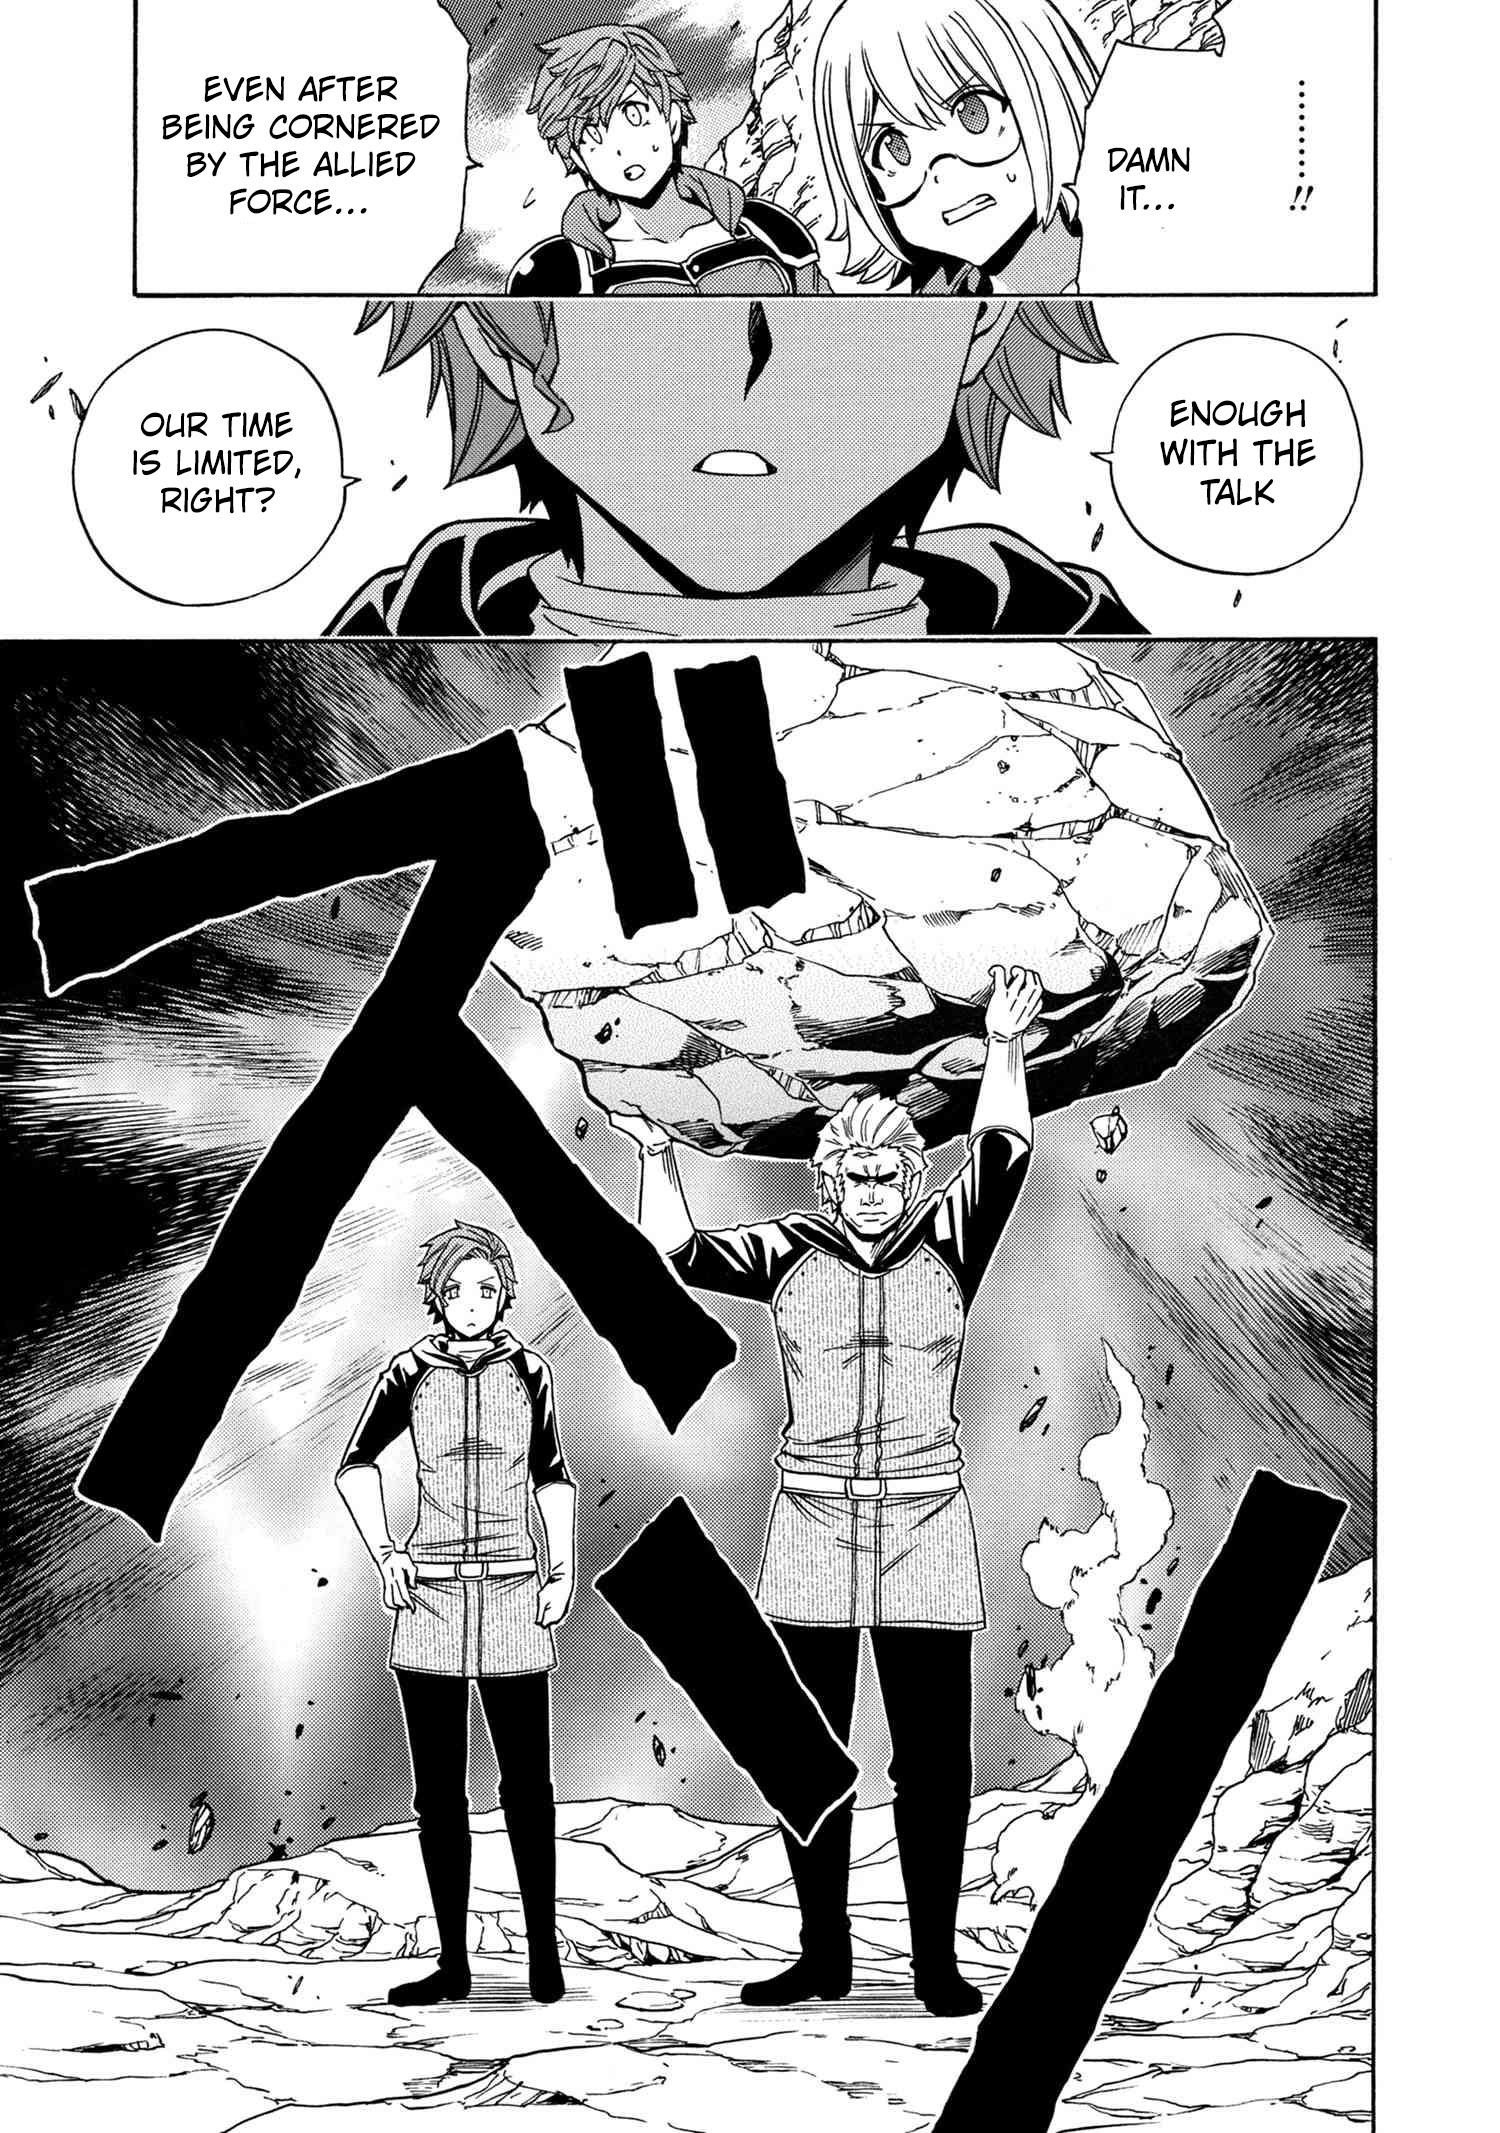 ........!!
DAMN
IT...
EVEN AFTER
BEING CORNERED
BY THE ALLIED
FORCE...
ENOUGH
WITH THE
TALK
OUR TIME
IS LIMITED,
RIGHT?
ズン